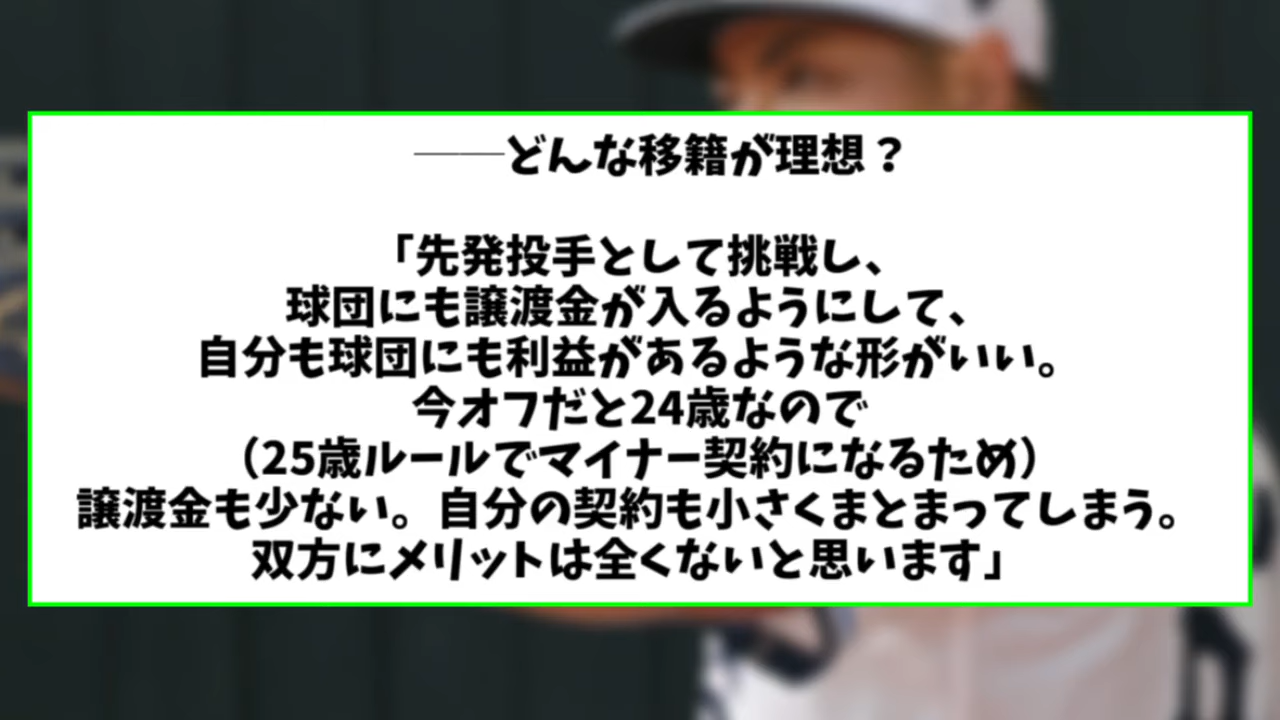 ──どんな移籍が理想？
「先発投手として挑戦し、
球団にも譲渡金が入るようにして、
自分も球団にも利益があるような形がいい。
今オフだと24歳なので
（25歳ルールでマイナー契約になるため）
譲渡金も少ない。自分の契約も小さくまとまってしまう。
双方にメリットは全くないと思います」